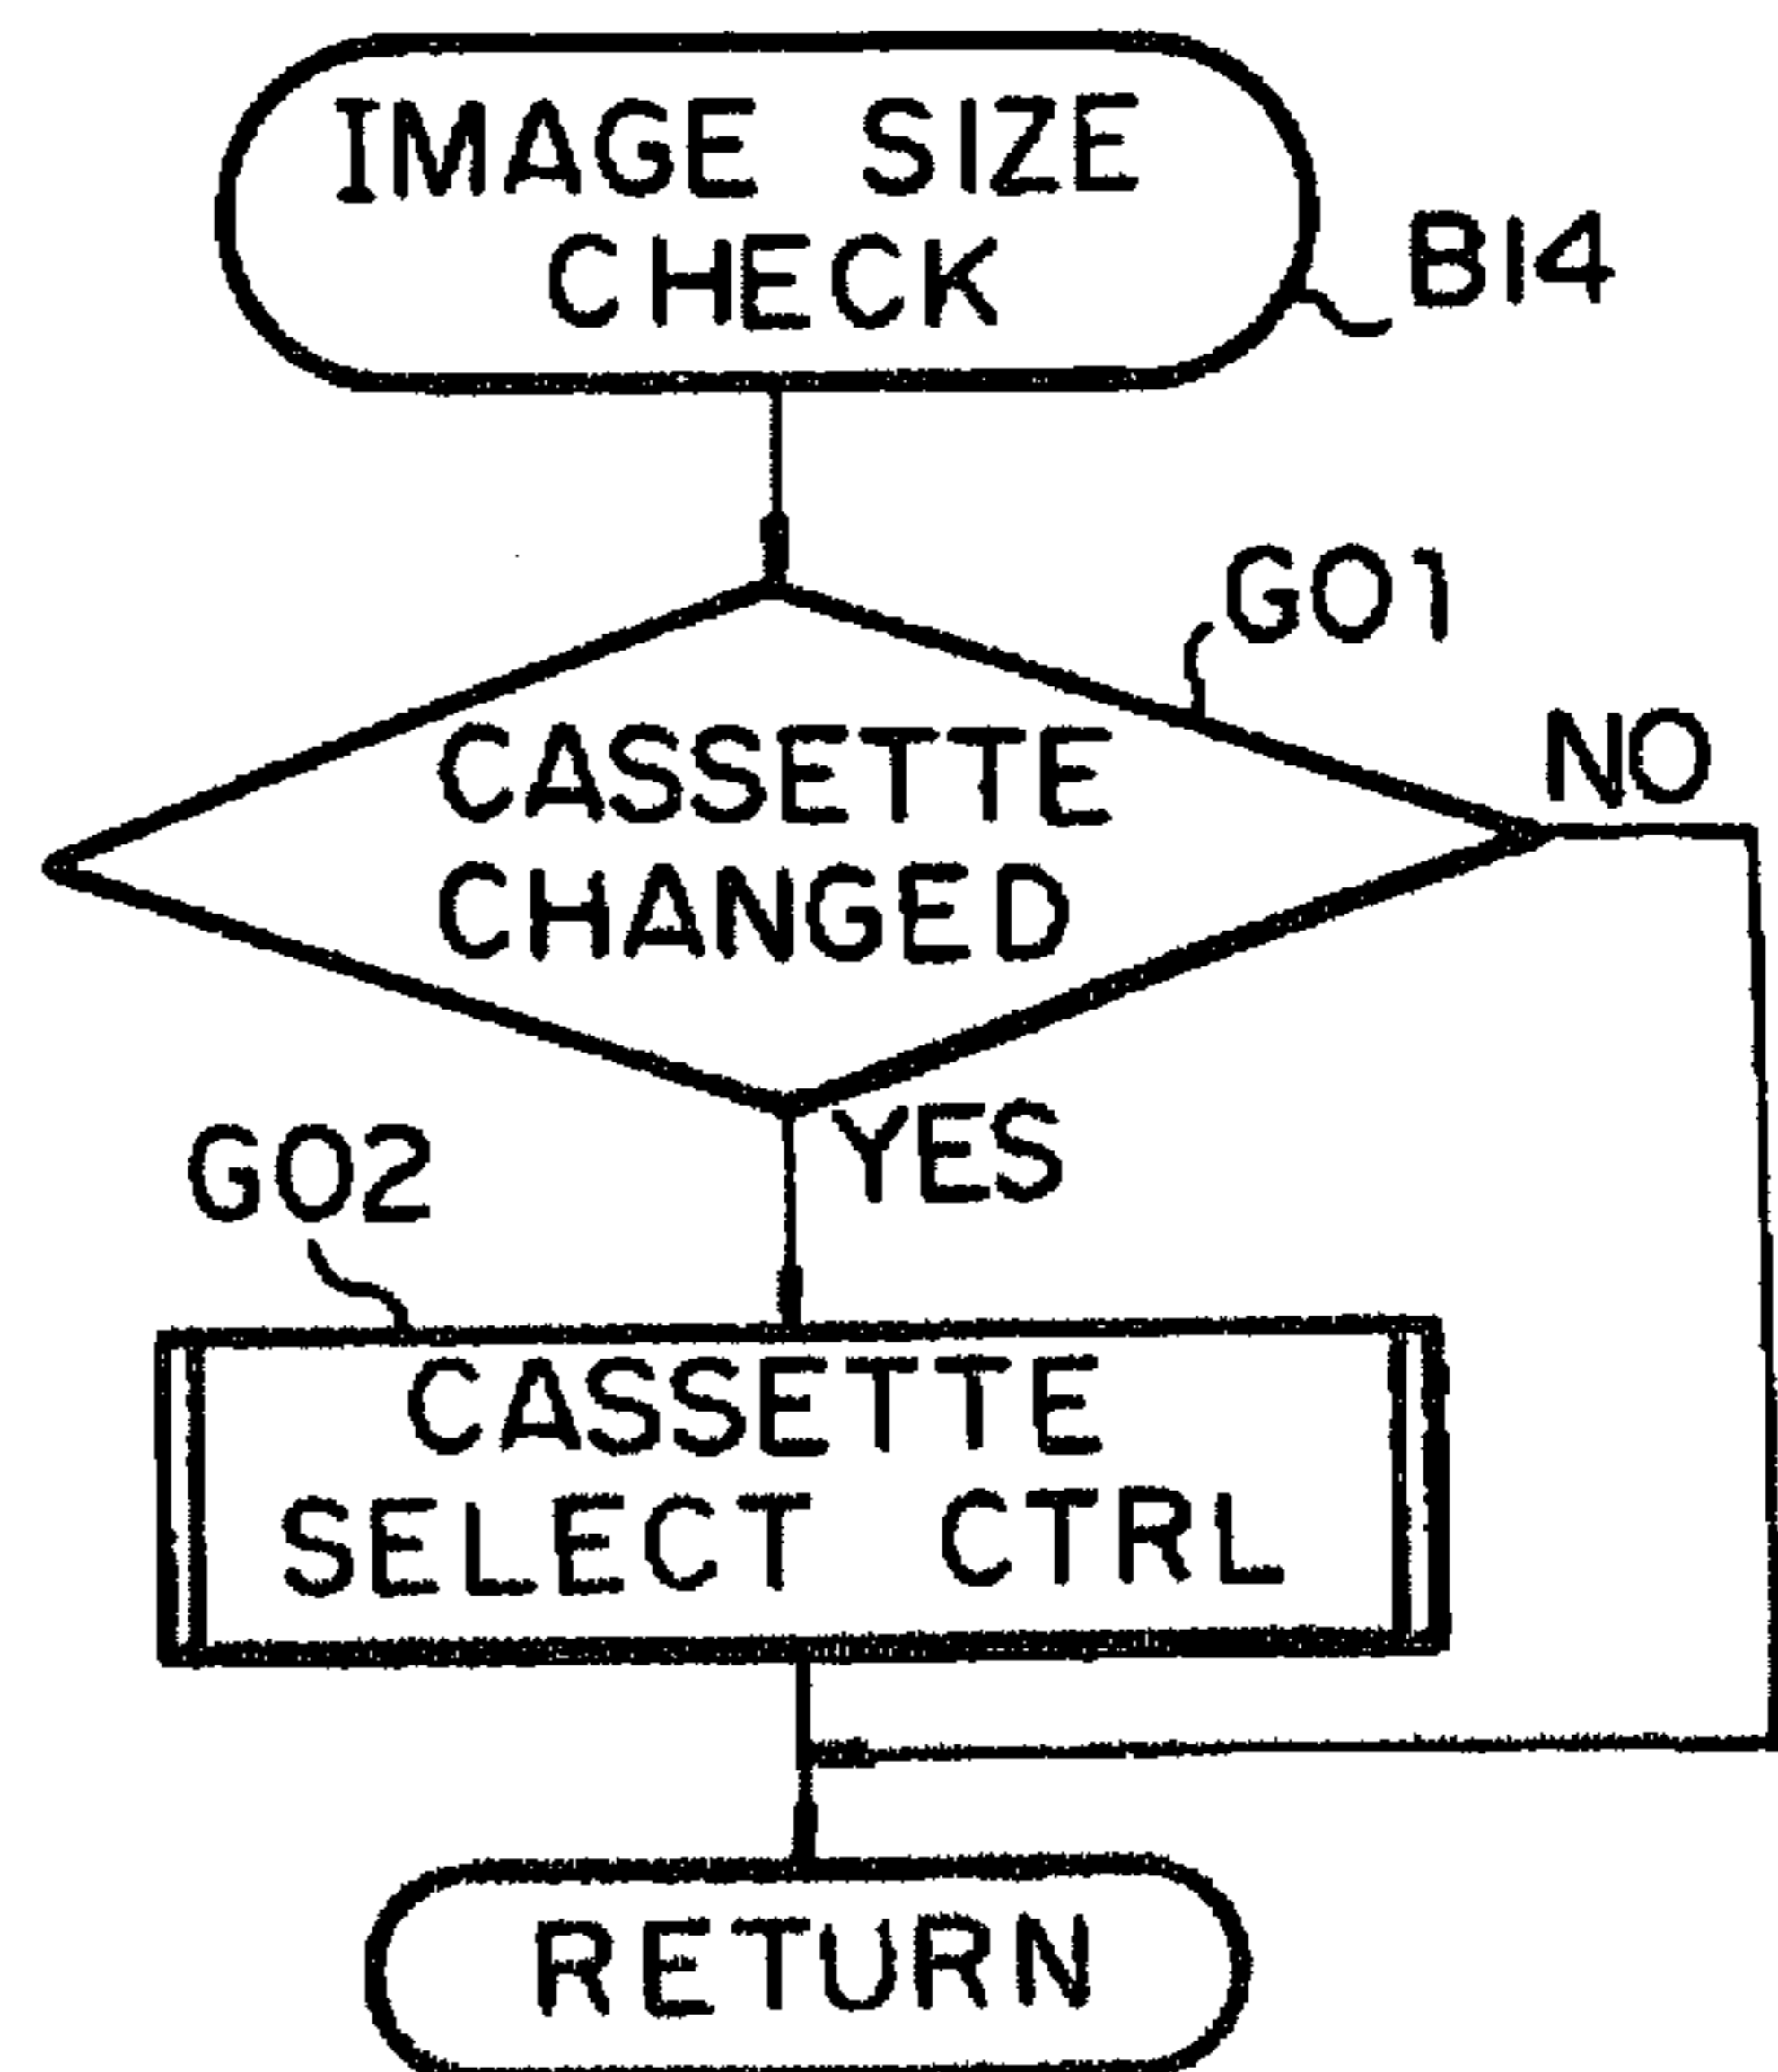 IMAGE SIZE
CHECK
B14
G01
CASSETTE
CHANGED
NO
YES
G02
CASSETTE
SELECT CTRL
RETURN